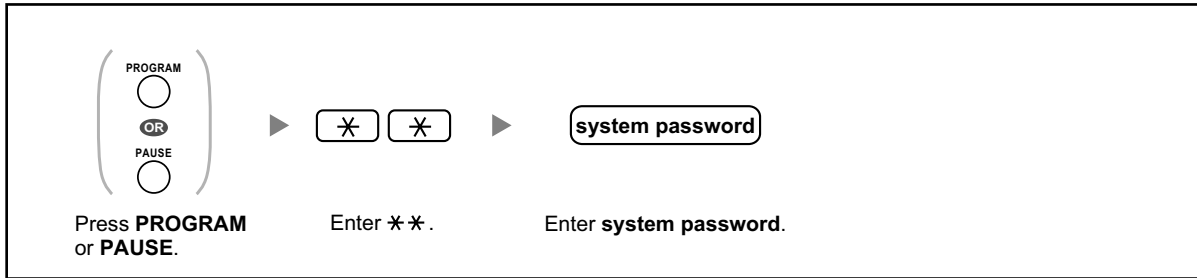 PROGRAM
OR
PAUSE
✳ ✳
system password
Press PROGRAM
or PAUSE.
Enter ✳✳.
Enter system password.